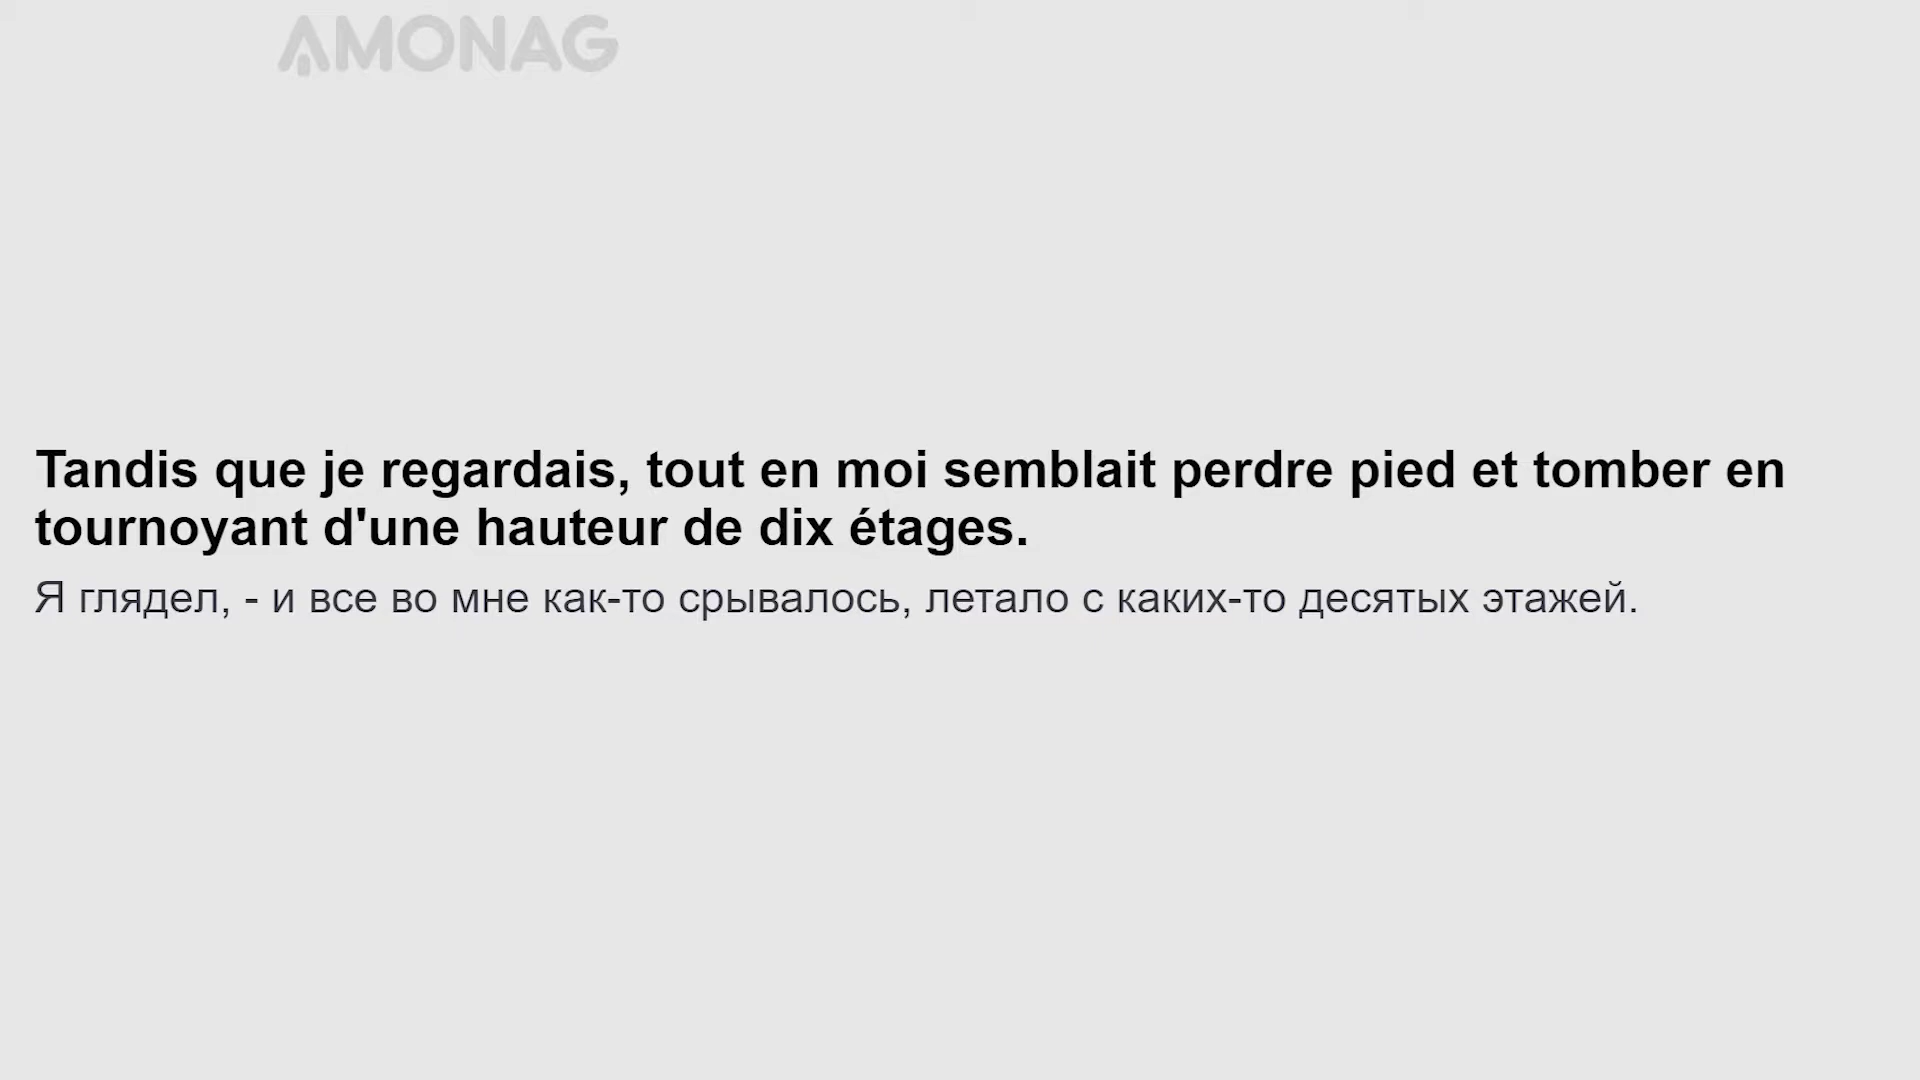 AMONAG
Tandis que je regardais, tout en moi semblait perdre pied et tomber en
tournoyant d'une hauteur de dix étages.
Я глядел, - и все во мне как-то срывалось, летало с каких-то десятых этажей.